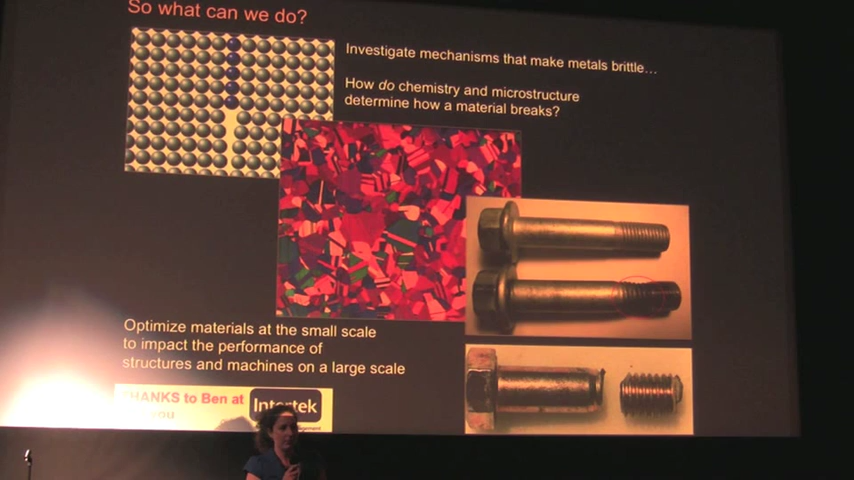 So what can we do?
Investigate mechanisms that make metals brittle...
How do chemistry and microstructure
determine how a material breaks?
Optimize materials at the small scale
to impact the performance of
structures and machines on a large scale
THANKS to Ben at
you
Intertek